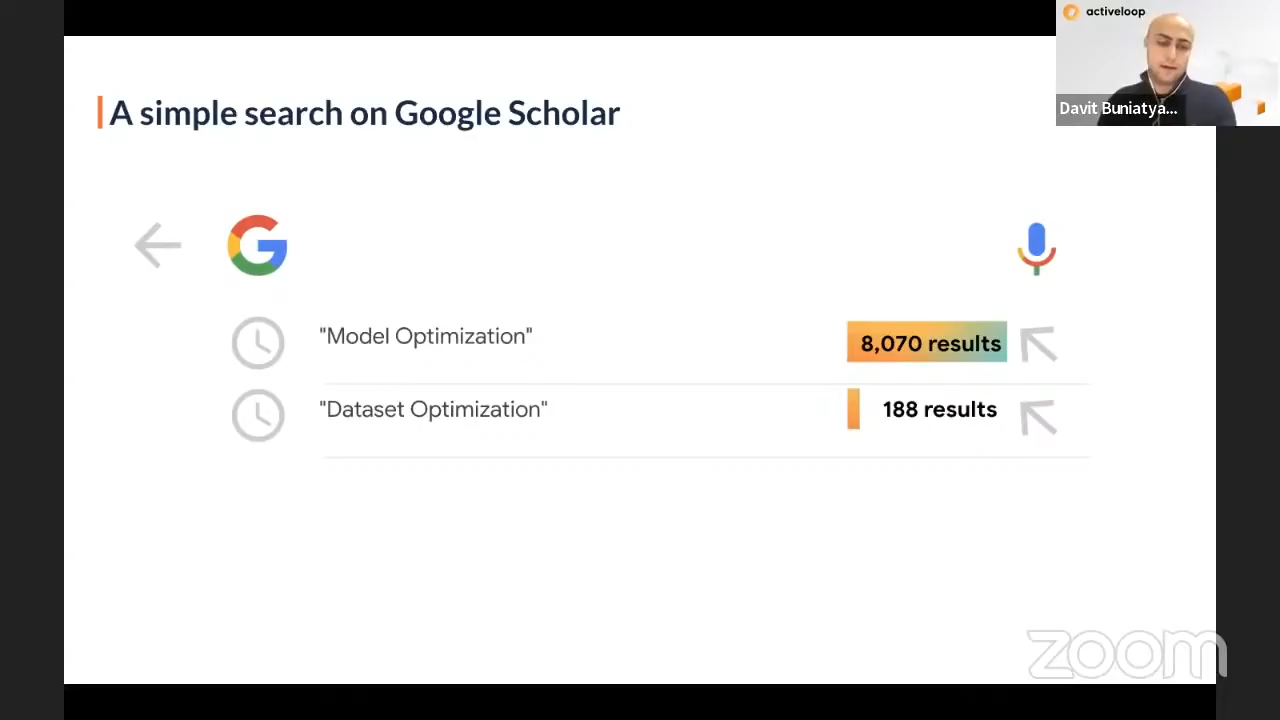 activeloop
Davit Buniatya...
A simple search on Google Scholar
"Model Optimization"
8,070 results
"Dataset Optimization"
188 results
zoom